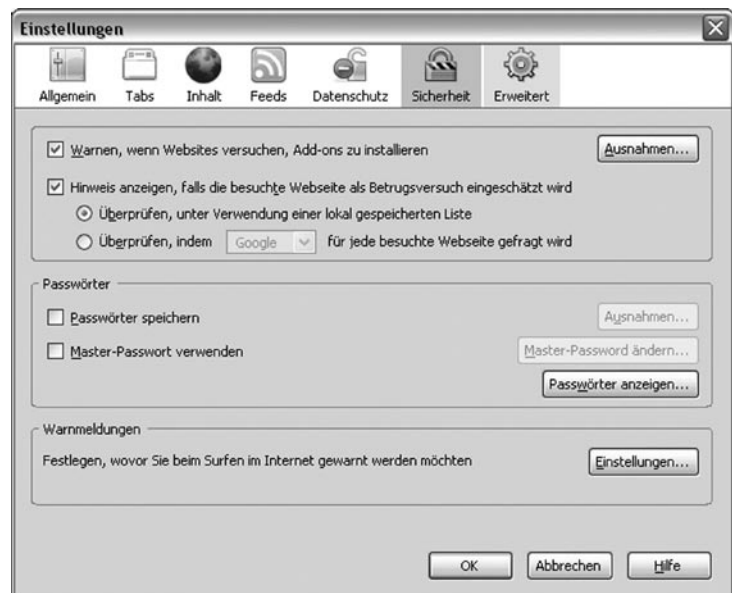 Einstellungen
Allgemein Tabs Inhalt Feeds Datenschutz Sicherheit Erweitert
Warnen, wenn Websites versuchen, Add-ons zu installieren Ausnahmen...
Hinweis anzeigen, falls die besuchte Webseite als Betrugsversuch eingeschätzt wird
Überprüfen, unter Verwendung einer lokal gespeicherten Liste
Überprüfen, indem Google für jede besuchte Webseite gefragt wird
Passwörter
Passwörter speichern Ausnahmen...
Master-Passwort verwenden Master-Password ändern...
Passwörter anzeigen...
Warnmeldungen
Festlegen, wovor Sie beim Surfen im Internet gewarnt werden möchten Einstellungen...
OK Abbrechen Hilfe